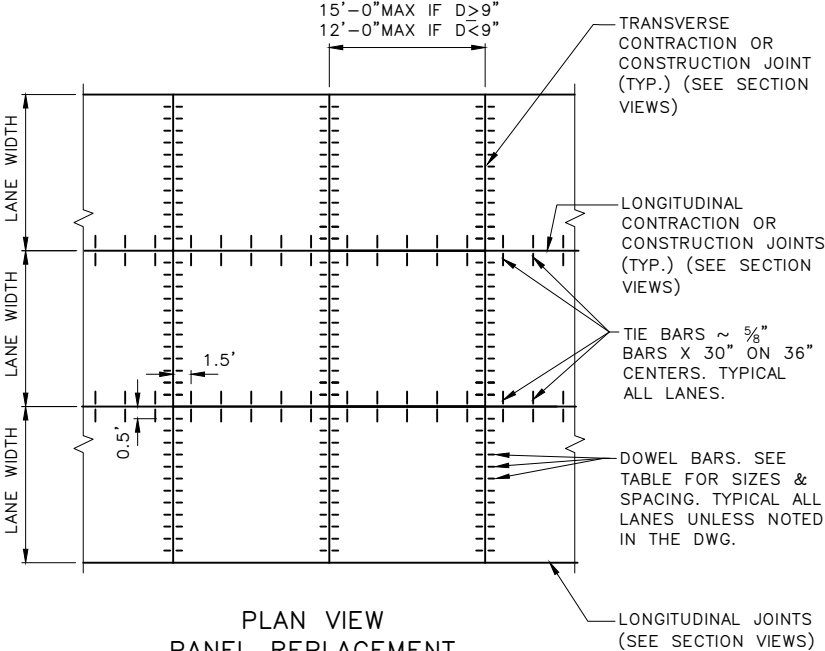 15'-0"MAX IF D>9"
12'-0"MAX IF D≤9"
TRANSVERSE
CONTRACTION OR
CONSTRUCTION JOINT
(TYP.) (SEE SECTION
VIEWS)
LANE WIDTH
LONGITUDINAL
CONTRACTION OR
CONSTRUCTION JOINTS
(TYP.) (SEE SECTION
VIEWS)
LANE WIDTH
1.5'
TIE BARS ~ ⅝"
BARS X 30" ON 36"
CENTERS. TYPICAL
ALL LANES.
0.5'
LANE WIDTH
DOWEL BARS. SEE
TABLE FOR SIZES &
SPACING. TYPICAL ALL
LANES UNLESS NOTED
IN THE DWG.
PLAN VIEW
PANEL REPLACEMENT
LONGITUDINAL JOINTS
(SEE SECTION VIEWS)